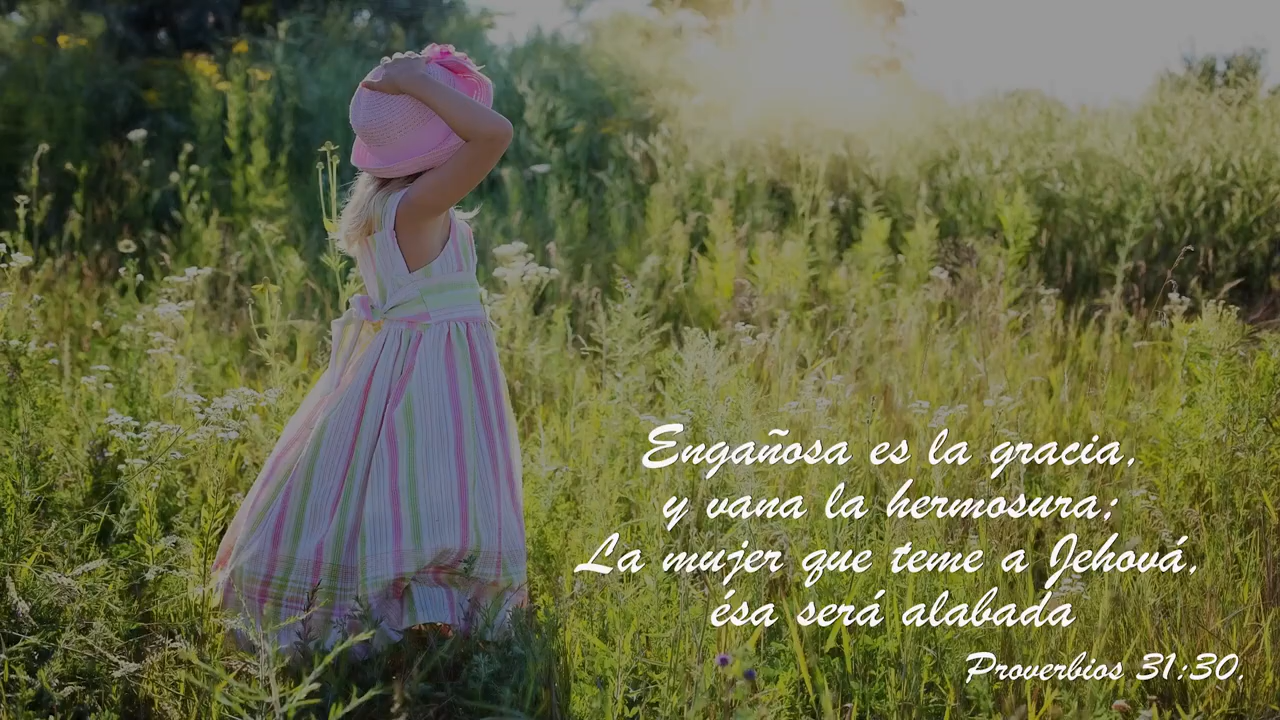 Engañosa es la gracia,
y vana la hermosura;
La mujer que teme a Jehová,
ésa será alabada
Proverbios 31:30.